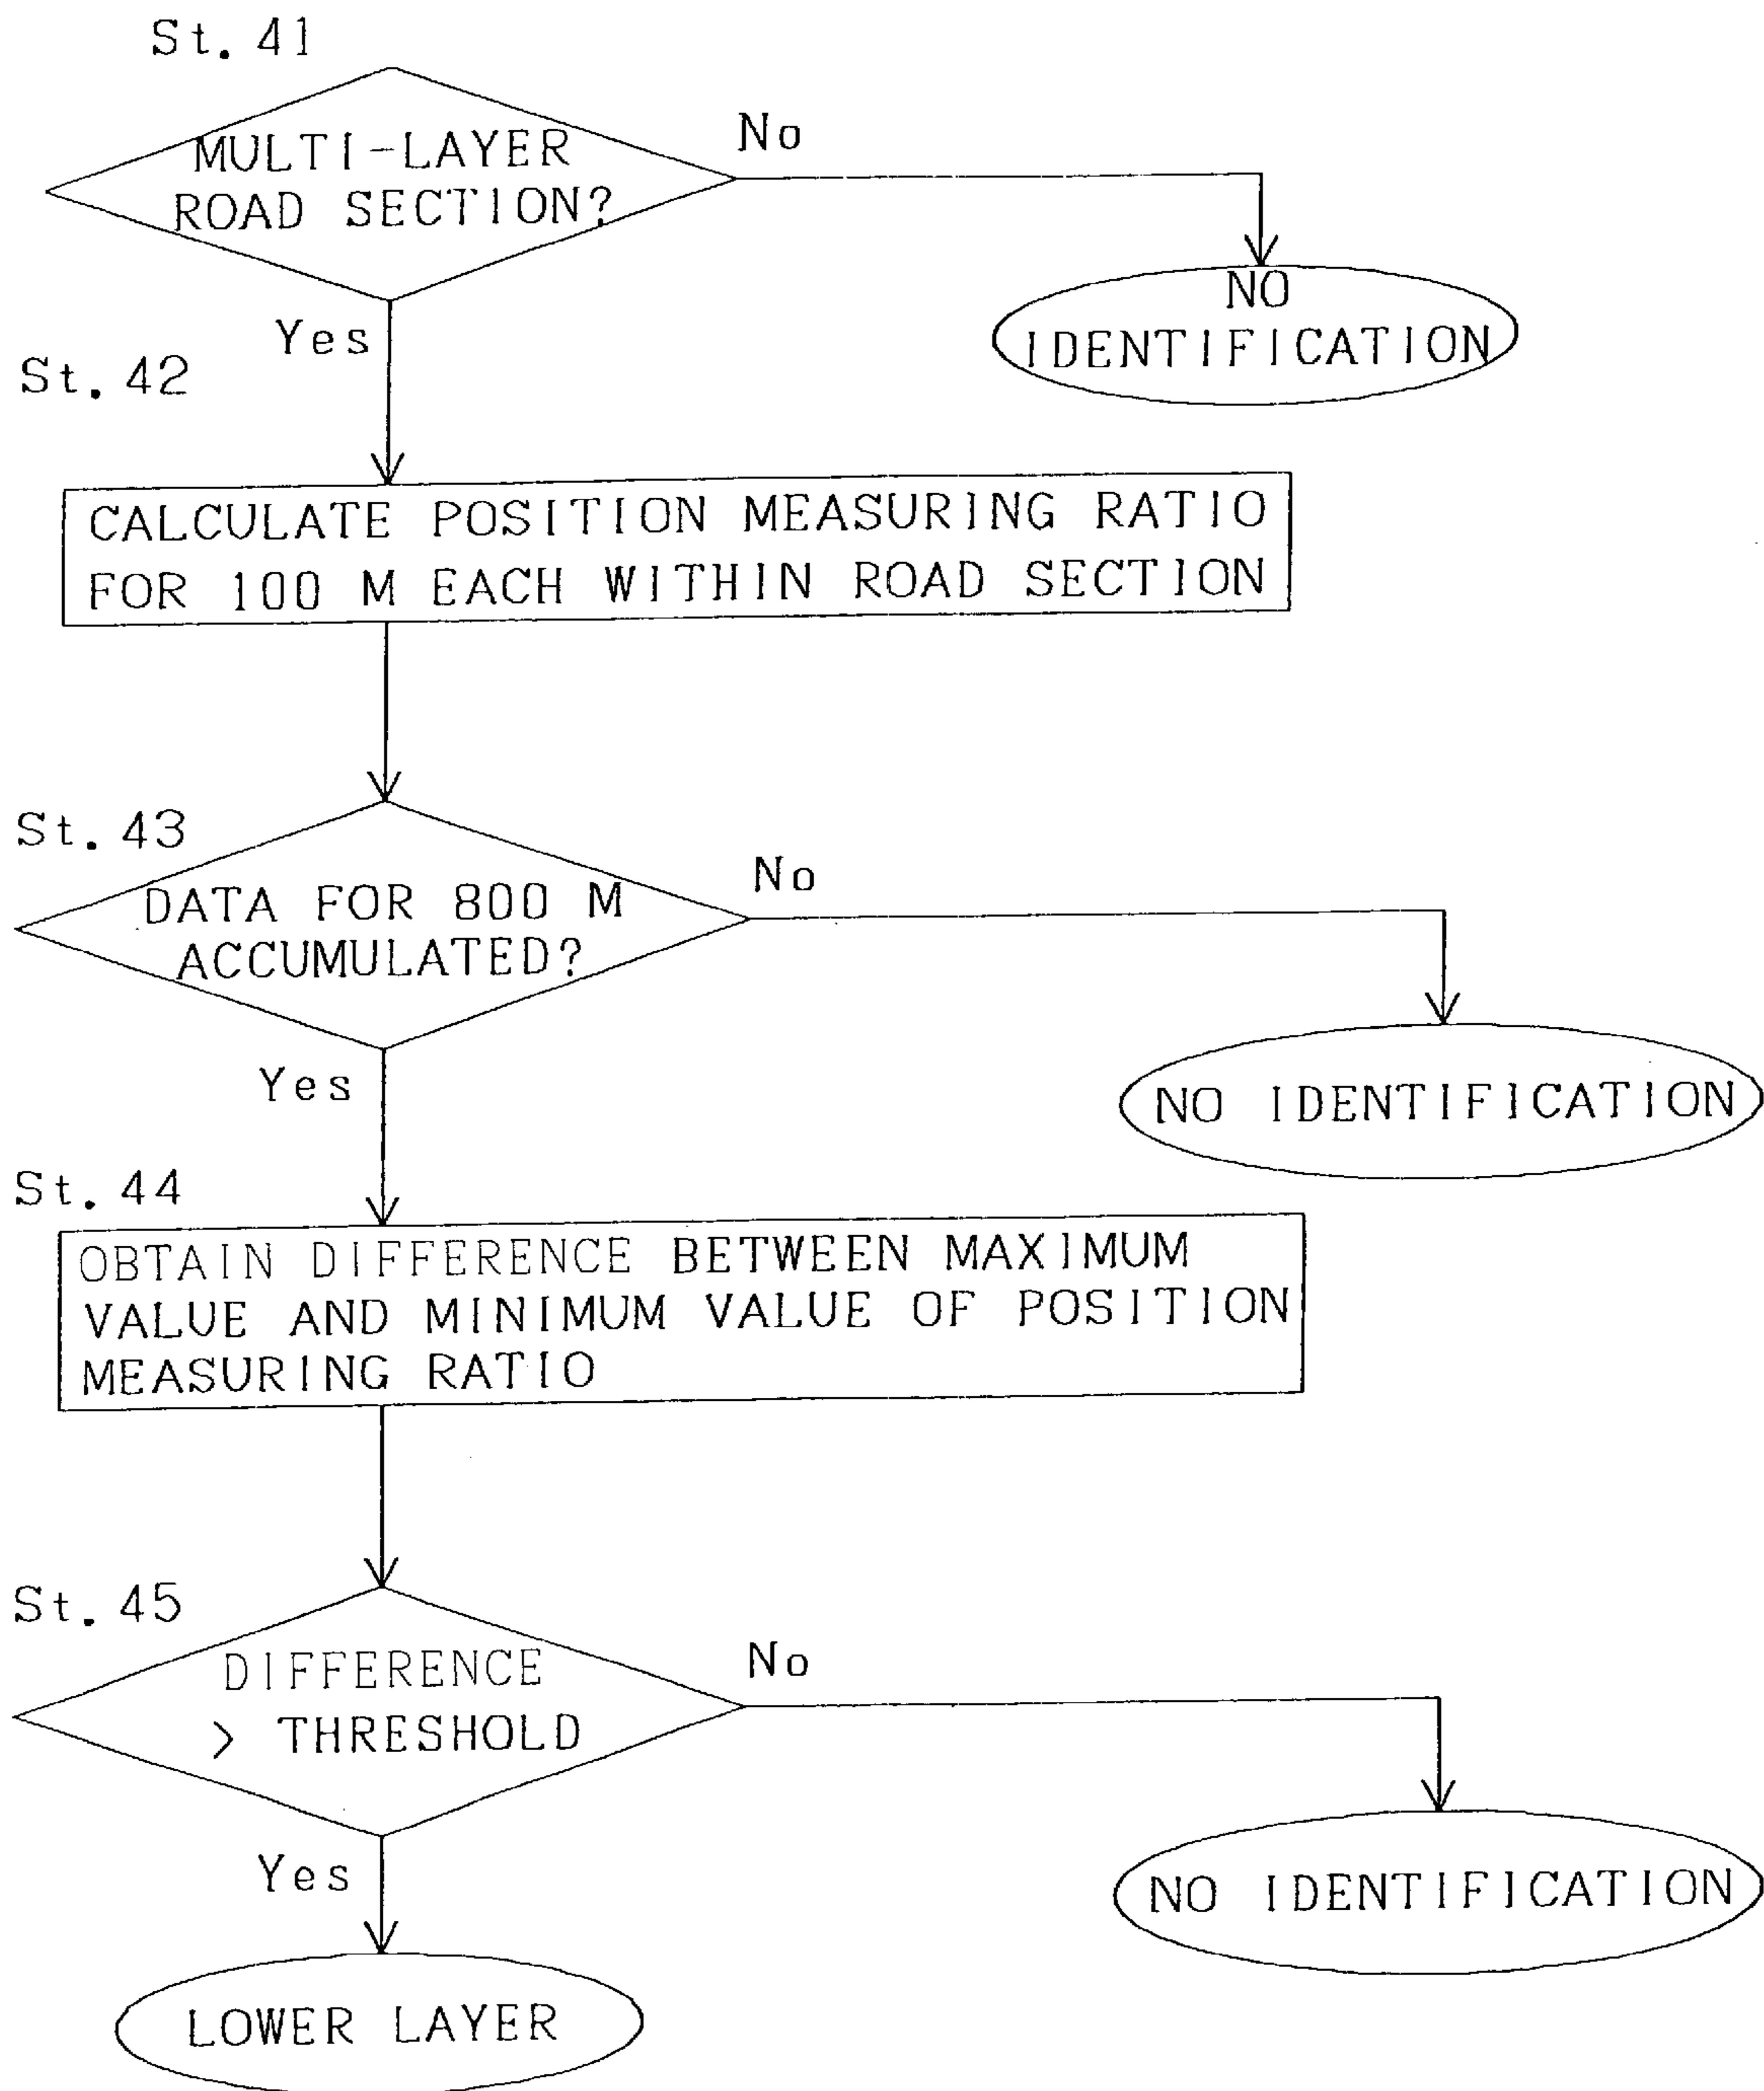 St. 41
MULTI-LAYER
ROAD SECTION?
No
NO
IDENTIFICATION
Yes
St. 42
CALCULATE POSITION MEASURING RATIO
FOR 100 M EACH WITHIN ROAD SECTION
St. 43
DATA FOR 800 M
ACCUMULATED?
No
NO IDENTIFICATION
Yes
St. 44
OBTAIN DIFFERENCE BETWEEN MAXIMUM
VALUE AND MINIMUM VALUE OF POSITION
MEASURING RATIO
St. 45
DIFFERENCE
> THRESHOLD
No
NO IDENTIFICATION
Yes
LOWER LAYER